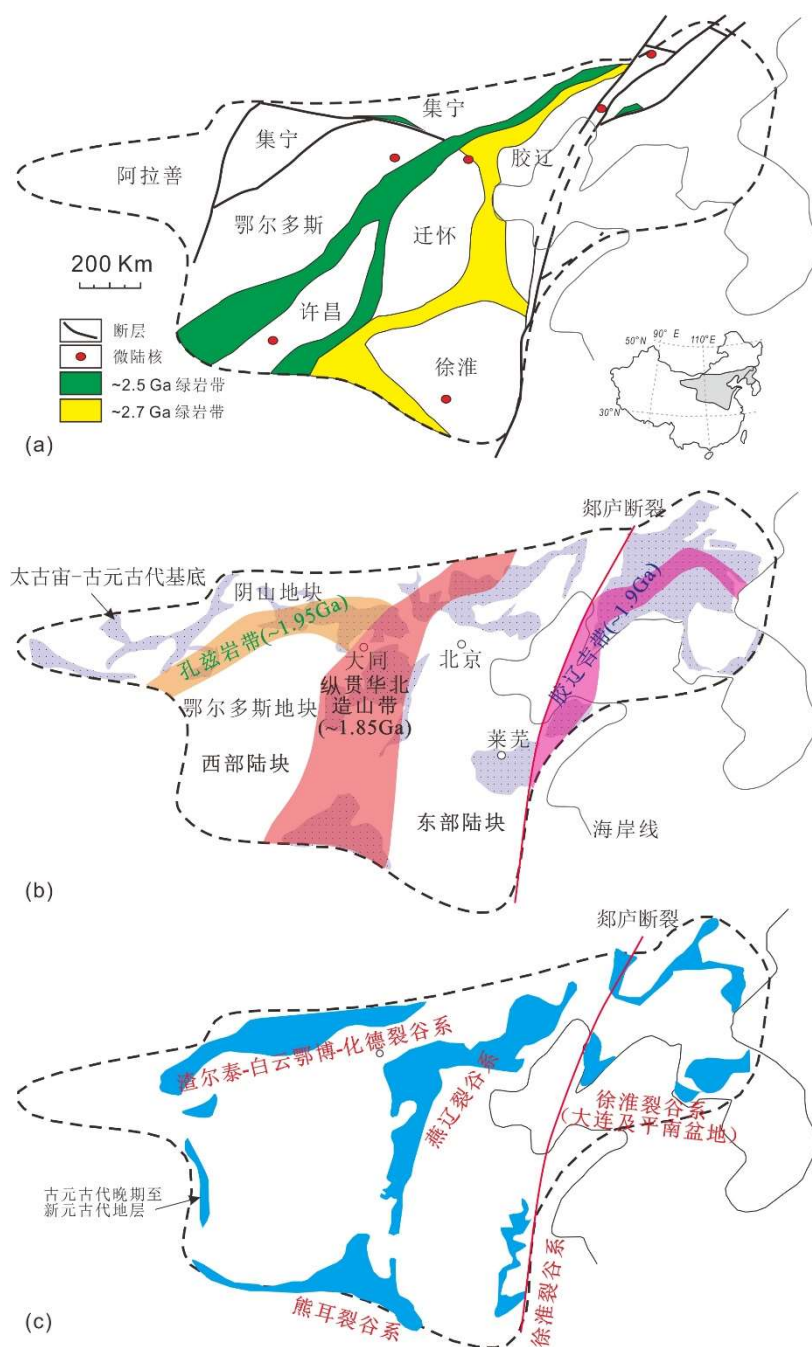 集宁
集宁
胶辽
阿拉善
鄂尔多斯
迁怀
200 Km
许昌
徐淮
断层
微陆核
~2.5 Ga 绿岩带
~2.7 Ga 绿岩带
50°N
90° E
110°E
30°N
(a)
郯庐断裂
太古宙-古元古代基底
阴山地块
孔兹岩带(~1.95Ga)
胶辽吉带(~1.9Ga)
大同
北京
纵贯华北
造山带
(~1.85Ga)
鄂尔多斯地块
莱芜
西部陆块
东部陆块
海岸线
(b)
郯庐断裂
渣尔泰-白云鄂博-化德裂谷系
燕辽裂谷系
徐淮裂谷系
(大连及平南盆地)
古元古代晚期至
新元古代地层
熊耳裂谷系
徐淮裂谷系
(c)